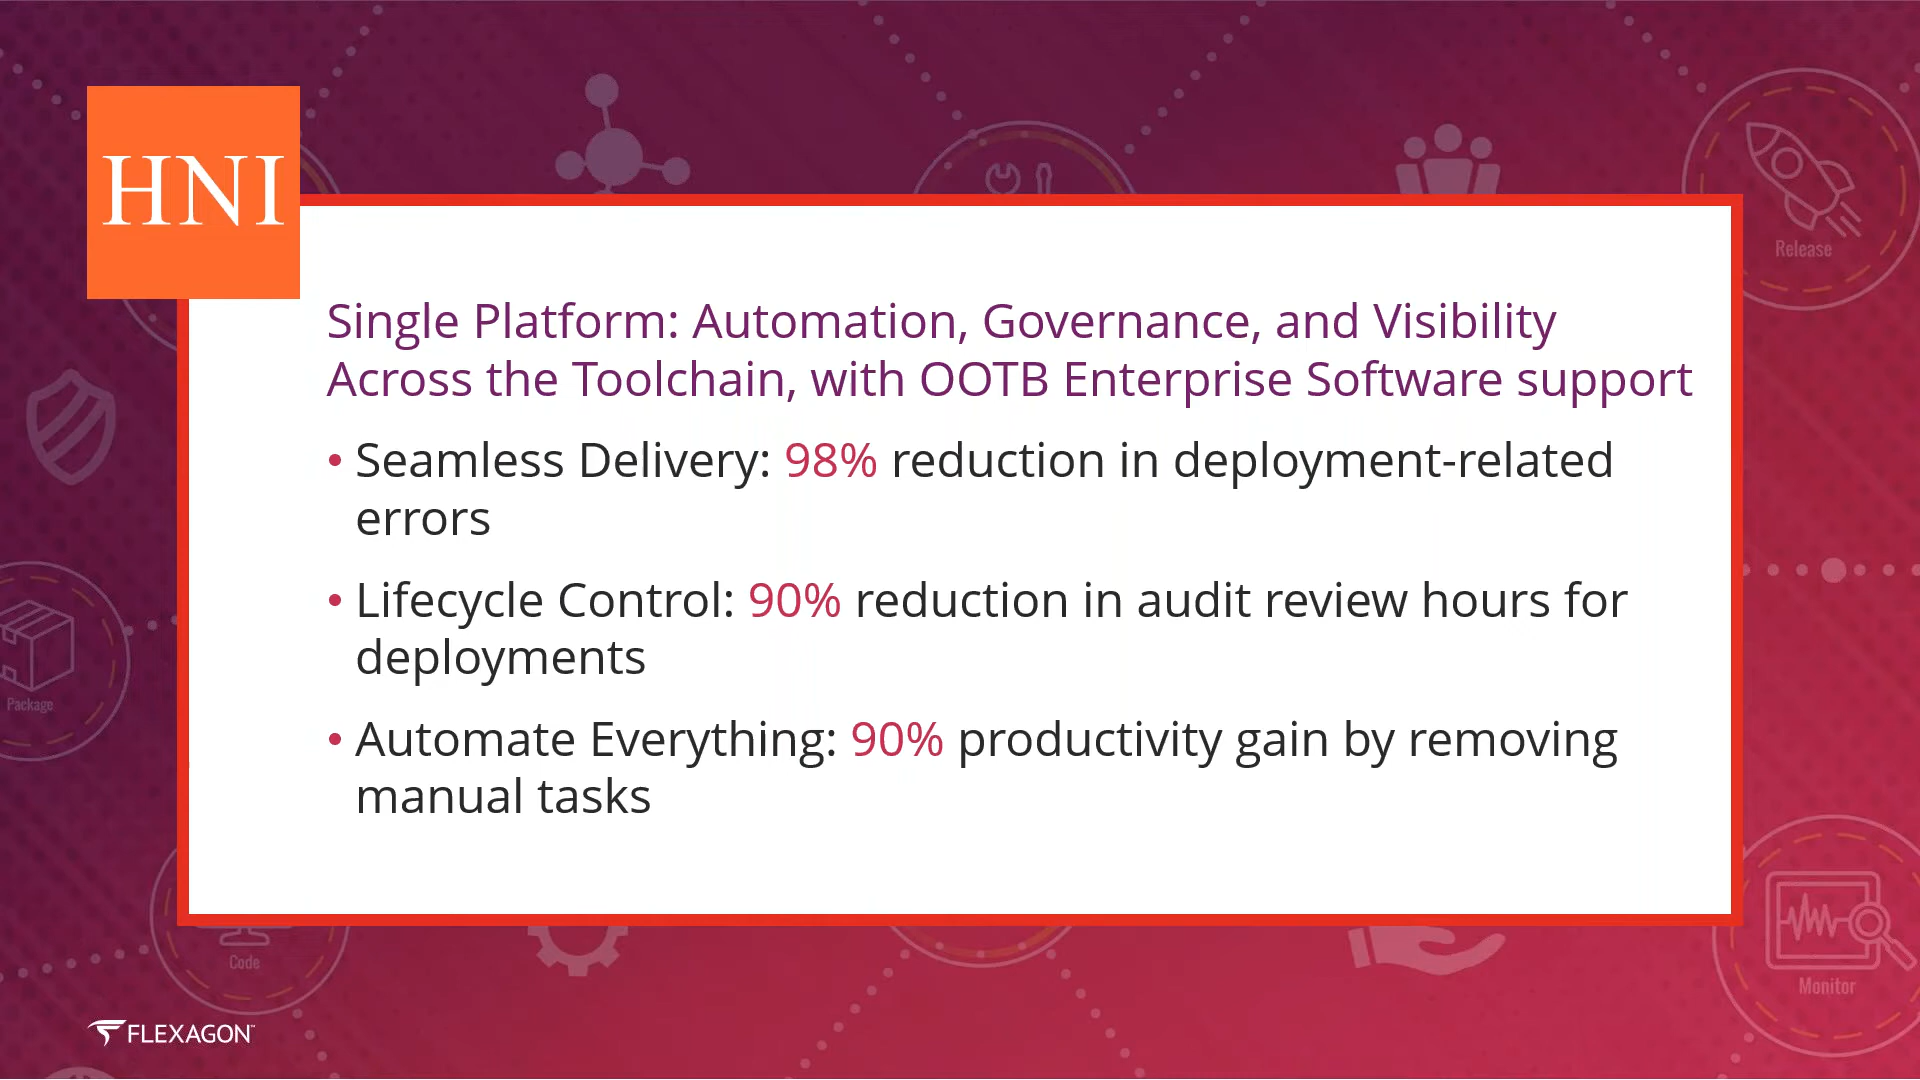 HNI
Release
Single Platform: Automation, Governance, and Visibility
Across the Toolchain, with OOTB Enterprise Software support
• Seamless Delivery: 98% reduction in deployment-related
errors
• Lifecycle Control: 90% reduction in audit review hours for
deployments
• Automate Everything: 90% productivity gain by removing
manual tasks
Package
Code
Monitor
FLEXAGON